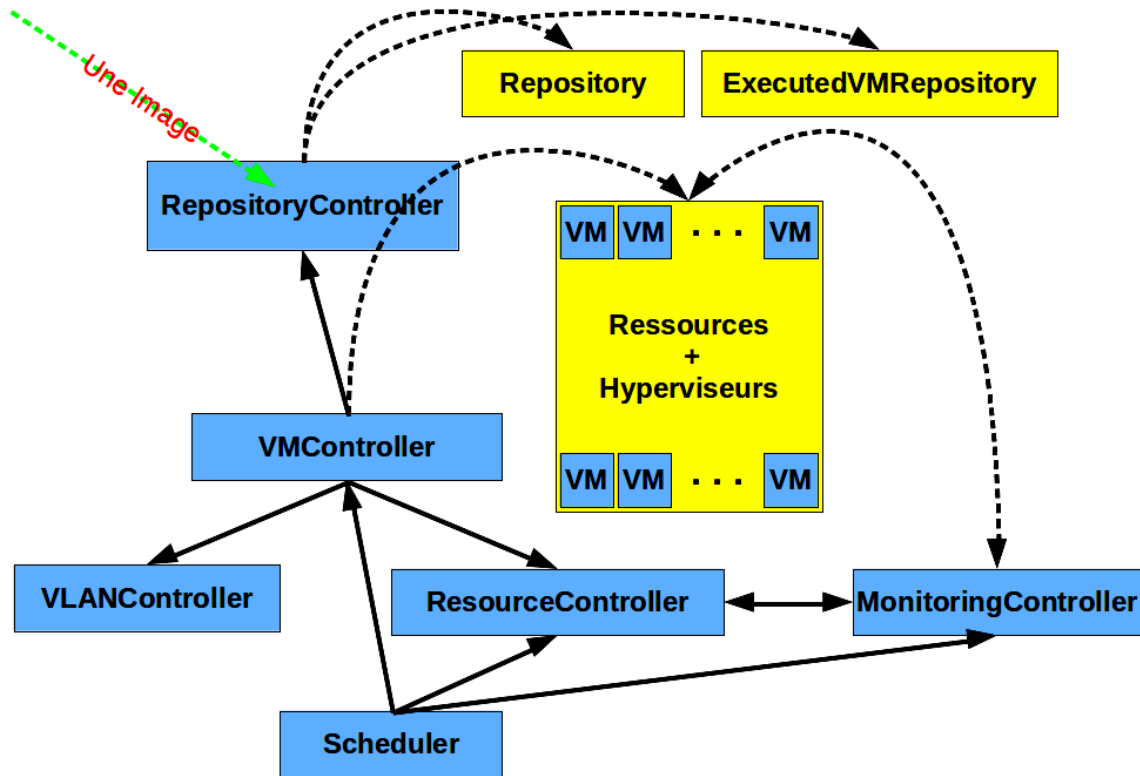 Une Image
Repository
ExecutedVMRepository
RepositoryController
VM VM . . . VM
Ressources
+
Hyperviseurs
VMController
VM VM . . . VM
VLANController
ResourceController
MonitoringController
Scheduler